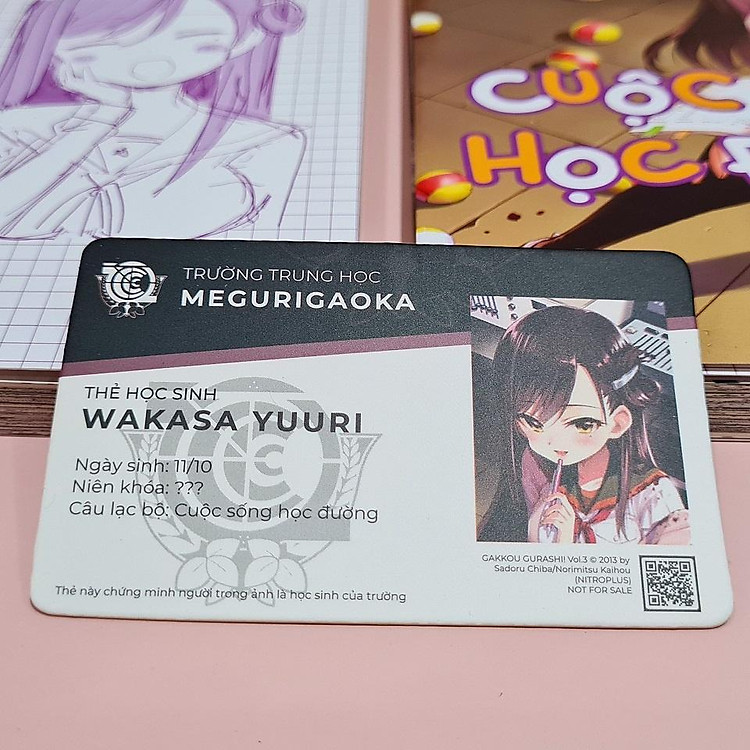 CUỘC
HỌC
TRƯỜNG TRUNG HỌC
MEGURIGAOKA
THẺ HỌC SINH
WAKASA YUURI
Ngày sinh: 11/10
Niên khóa: ???
Câu lạc bộ: Cuộc sống học đường
GAKKOU GURASHI! Vol.3 © 2013 by
Sadoru Chiba/Norimitsu Kaihou
(NITROPLUS)
NOT FOR SALE
Thẻ này chứng minh người trong ảnh là học sinh của trường